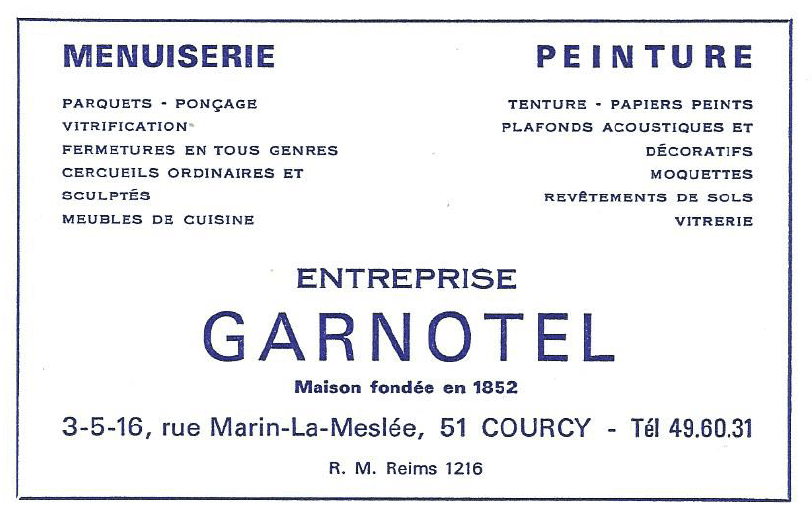 MENUISERIE
PARQUETS - PONÇAGE
VITRIFICATION
FERMETURES EN TOUS GENRES
CERCUEILS ORDINAIRES ET
SCULPTÉS
MEUBLES DE CUISINE
PEINTURE
TENTURE - PAPIERS PEINTS
PLAFONDS ACOUSTIQUES ET
DÉCORATIFS
MOQUETTES
REVÊTEMENTS DE SOLS
VITRERIE
ENTREPRISE
GARNOTEL
Maison fondée en 1852
3-5-16, rue Marin-La-Meslée, 51 COURCY - Tél 49.60.31
R. M. Reims 1216